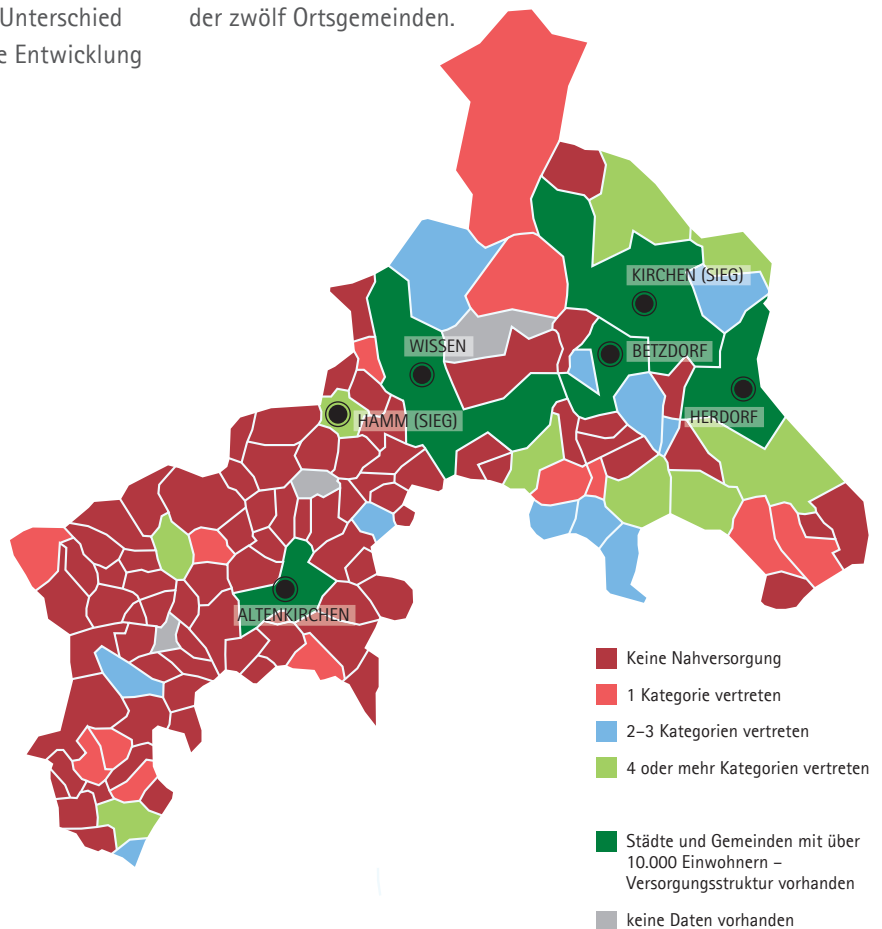 Unterschied
e Entwicklung
der zwölf Ortsgemeinden.
KIRCHEN (SIEG)
WISSEN
BETZDORF
HERDORF
HAMM (SIEG)
ALTENKIRCHEN
Keine Nahversorgung
1 Kategorie vertreten
2–3 Kategorien vertreten
4 oder mehr Kategorien vertreten
Städte und Gemeinden mit über
10.000 Einwohnern –
Versorgungsstruktur vorhanden
keine Daten vorhanden